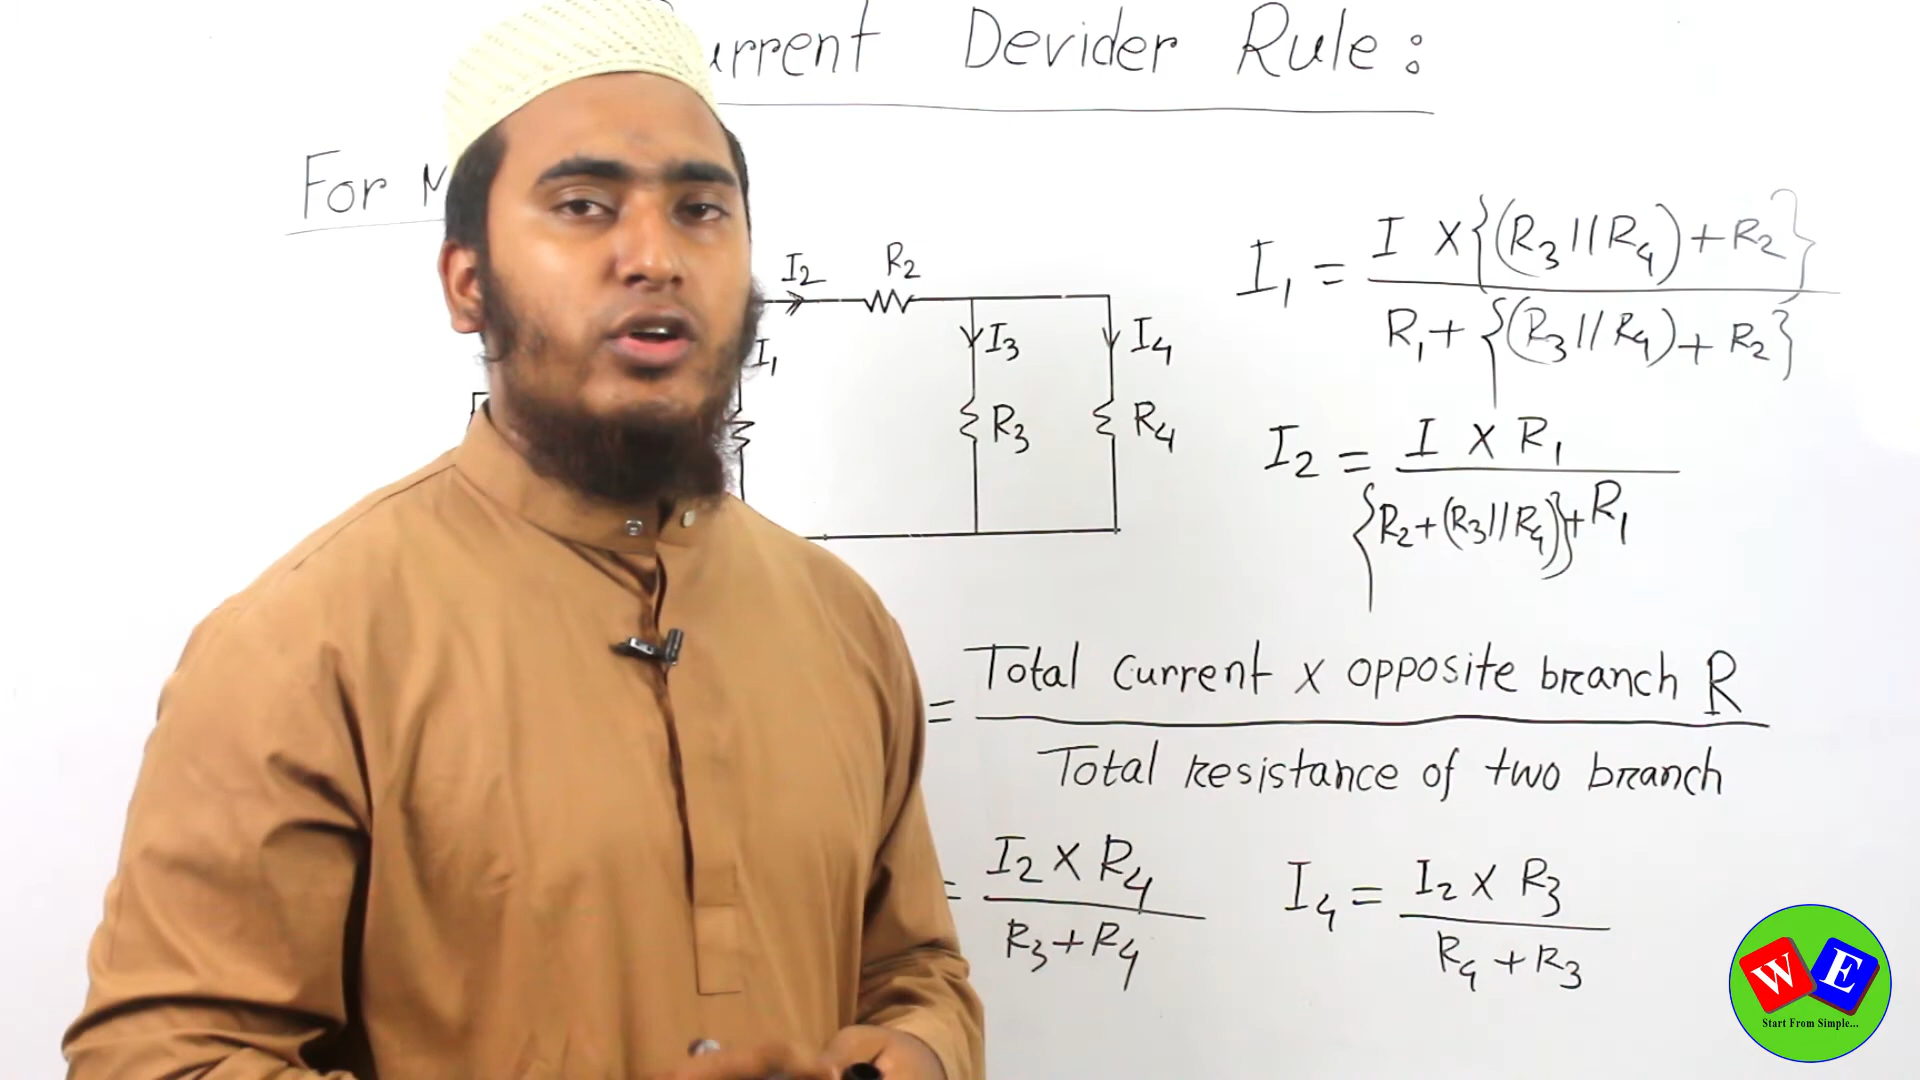 urrent Devider Rule:
For
I2 R2
I1 = I X {(R3 // R4) + R2} / R1 + {(R3 // R4) + R2}
I1 I3 I4
R3 R4
I2 = I X R1 / {R2 + (R3 // R4)} + R1
= Total Current x opposite branch R
Total resistance of two branch
= I2 X R4 / R3 + R4
I4 = I2 X R3 / R4 + R3
W E
Start From Simple...